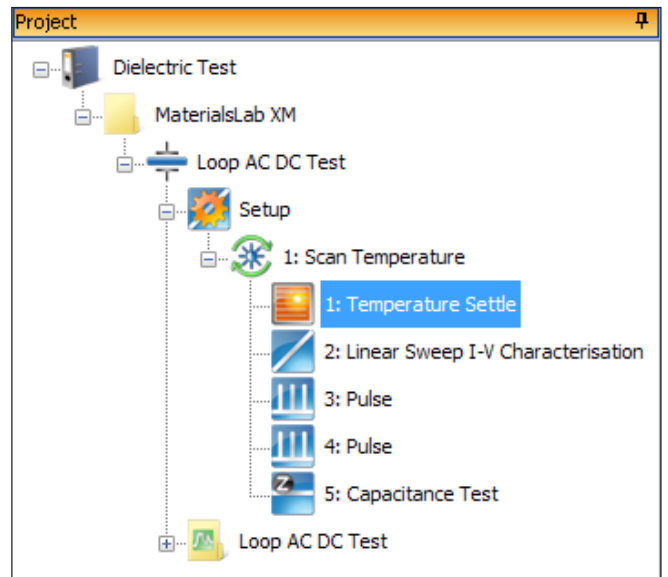 Project
Dielectric Test
MaterialsLab XM
Loop AC DC Test
Setup
1: Scan Temperature
1: Temperature Settle
2: Linear Sweep I-V Characterisation
3: Pulse
4: Pulse
Z
5: Capacitance Test
Loop AC DC Test